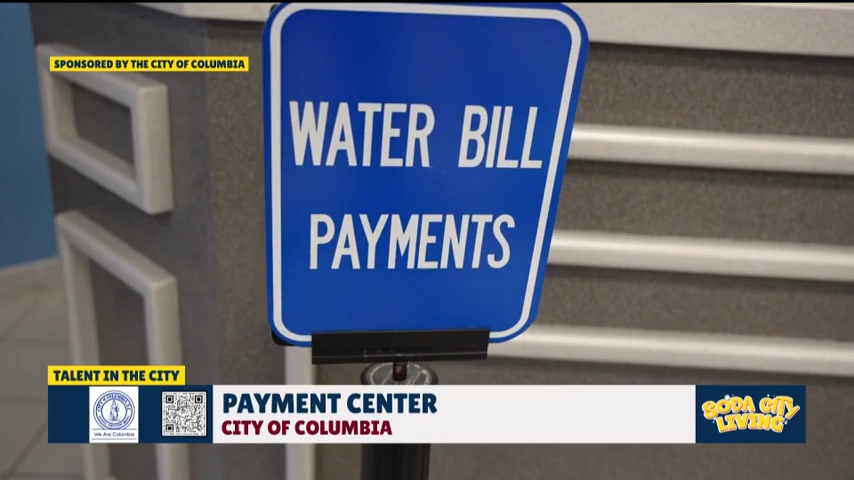 SPONSORED BY THE CITY OF COLUMBIA
WATER BILL
PAYMENTS
TALENT IN THE CITY
We Are Columbia
PAYMENT CENTER
CITY OF COLUMBIA
SODA CITY
LIVING